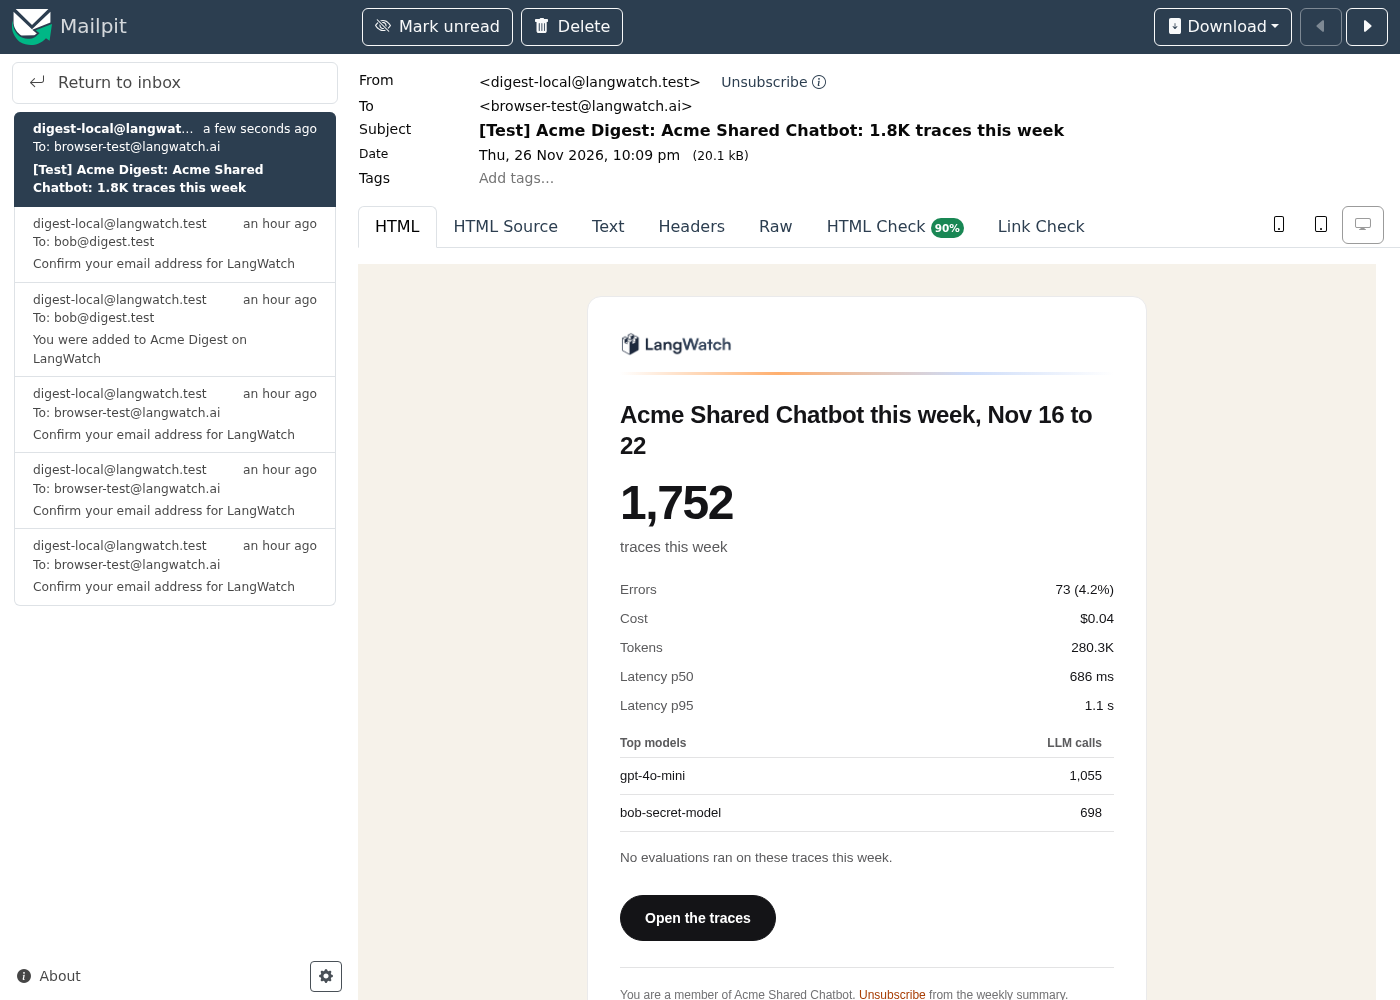 Mailpit
Mark unread
Delete
Download
Return to inbox
digest-local@langwat... a few seconds ago
To: browser-test@langwatch.ai
[Test] Acme Digest: Acme Shared
Chatbot: 1.8K traces this week
digest-local@langwatch.test an hour ago
To: bob@digest.test
Confirm your email address for LangWatch
digest-local@langwatch.test an hour ago
To: bob@digest.test
You were added to Acme Digest on
LangWatch
digest-local@langwatch.test an hour ago
To: browser-test@langwatch.ai
Confirm your email address for LangWatch
digest-local@langwatch.test an hour ago
To: browser-test@langwatch.ai
Confirm your email address for LangWatch
digest-local@langwatch.test an hour ago
To: browser-test@langwatch.ai
Confirm your email address for LangWatch
About
From <digest-local@langwatch.test> Unsubscribe
To <browser-test@langwatch.ai>
Subject [Test] Acme Digest: Acme Shared Chatbot: 1.8K traces this week
Date Thu, 26 Nov 2026, 10:09 pm (20.1 kB)
Tags Add tags...
HTML HTML Source Text Headers Raw HTML Check 90% Link Check
LangWatch
Acme Shared Chatbot this week, Nov 16 to
22
1,752
traces this week
Errors 73 (4.2%)
Cost $0.04
Tokens 280.3K
Latency p50 686 ms
Latency p95 1.1 s
Top models LLM calls
gpt-4o-mini 1,055
bob-secret-model 698
No evaluations ran on these traces this week.
Open the traces
You are a member of Acme Shared Chatbot. Unsubscribe from the weekly summary.